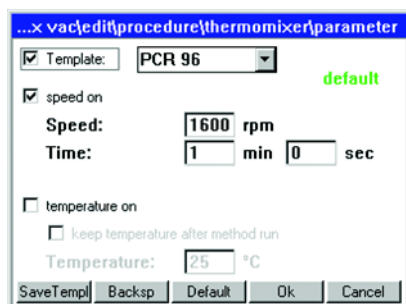 ...x vac\edit\procedure\thermomixer\parameter
Template: PCR 96
default
speed on
Speed: 1600 rpm
Time: 1 min 0 sec
temperature on
keep temperature after method run
Temperature: 25 °C
SaveTempl Backsp Default Ok Cancel